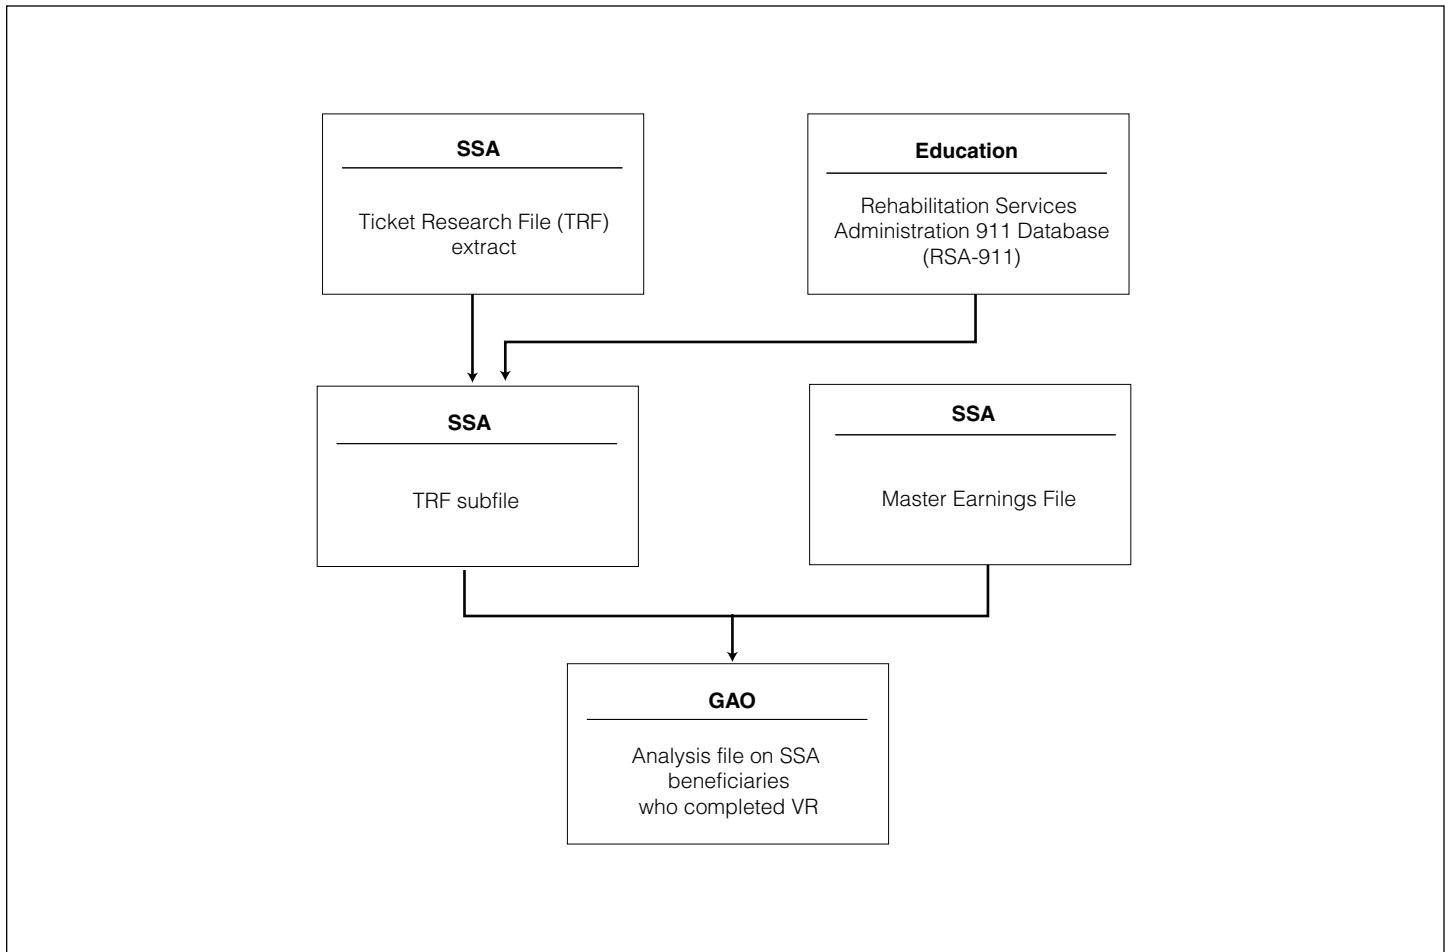 SSA
Ticket Research File (TRF)
extract
Education
Rehabilitation Services
Administration 911 Database
(RSA-911)
SSA
TRF subfile
SSA
Master Earnings File
GAO
Analysis file on SSA
beneficiaries
who completed VR